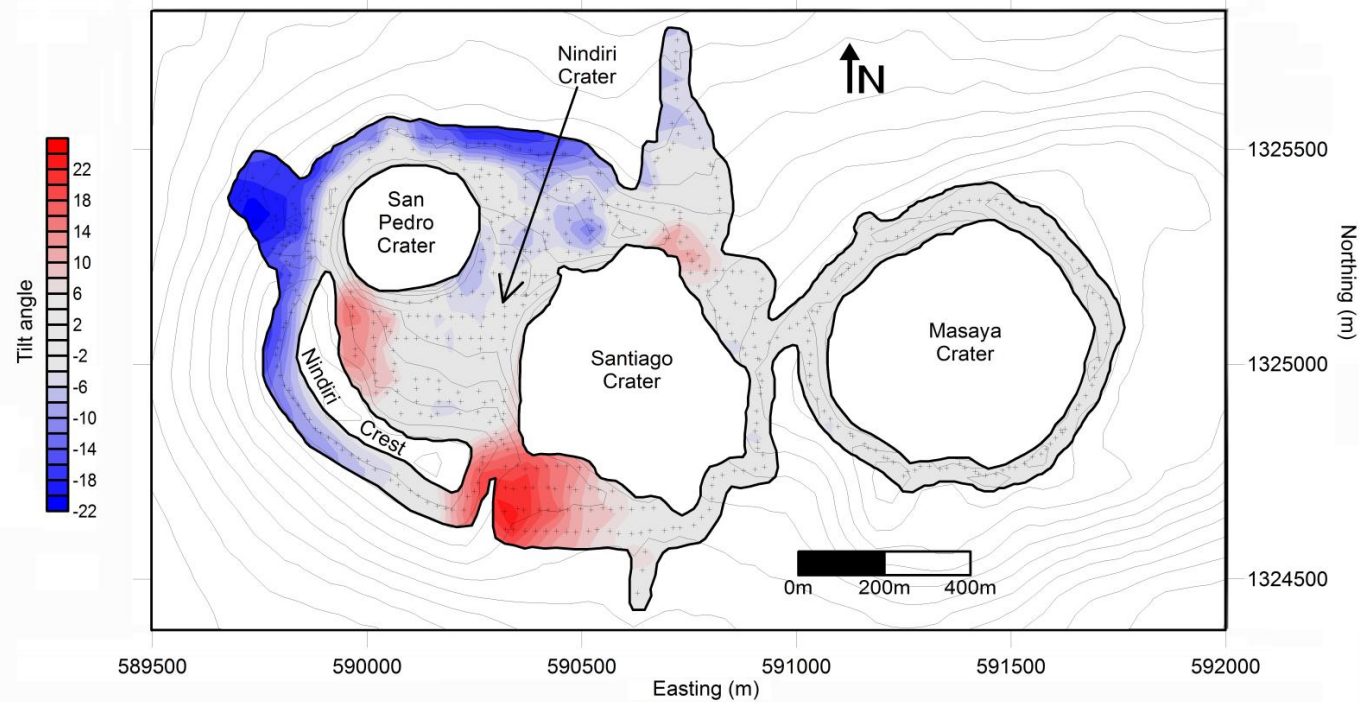 Nindiri
Crater
N
1325500
San
Pedro
Crater
22
18
14
10
6
2
-2
-6
-10
-14
-18
-22
Tilt angle
Northing (m)
Masaya
Crater
Santiago
Crater
1325000
Nindiri
Crest
0m
200m
400m
1324500
589500
590000
590500
591000
591500
592000
Easting (m)